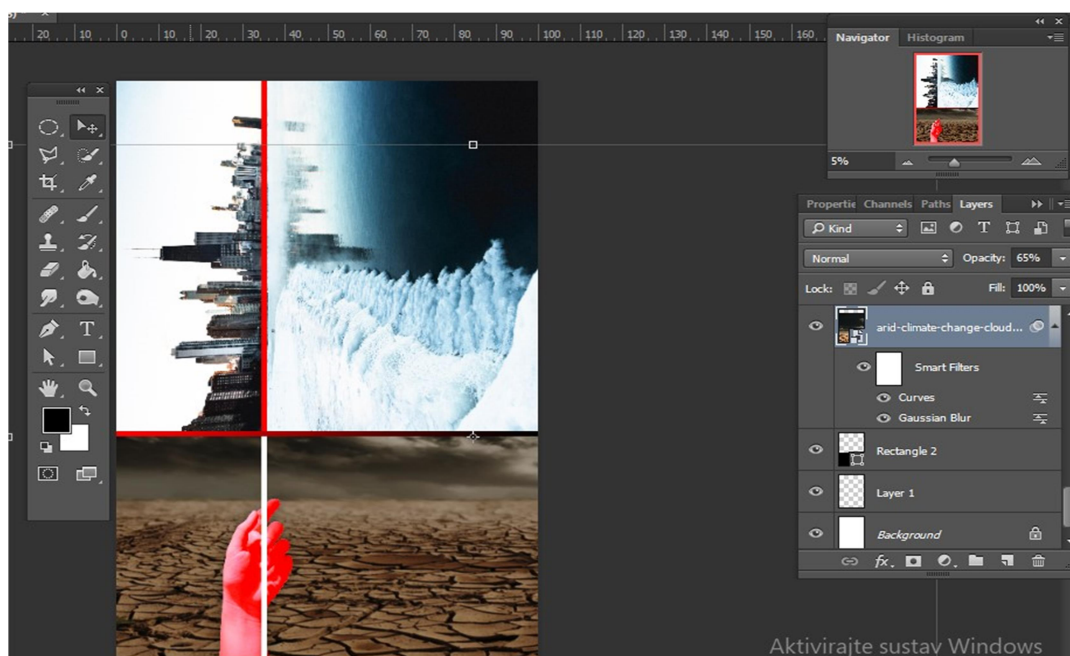 s) * ×
20 10 0 10 20 30 40 50 60 70 80 90 100 110 120 130 140 150 160
Navigator Histogram
5%
Propertie Channels Paths Layers
Kind T
Normal Opacity: 65%
Lock: Fill: 100%
arid-climate-change-cloud...
Smart Filters
Curves
Gaussian Blur
Rectangle 2
Layer 1
Background
fx.
T
Aktivirajte sustav Windows